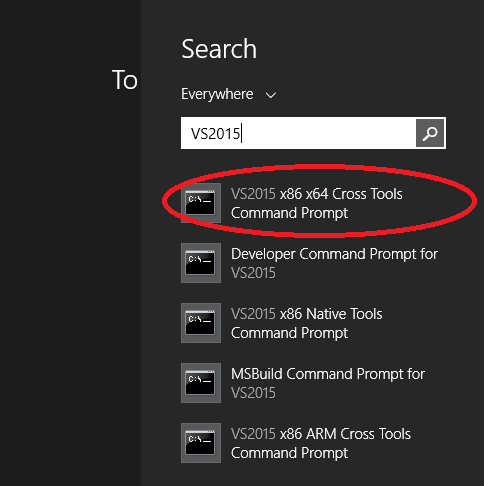 Search
To
Everywhere
VS2015
VS2015 x86 x64 Cross Tools
Command Prompt
Developer Command Prompt for
VS2015
VS2015 x86 Native Tools
Command Prompt
MSBuild Command Prompt for
VS2015
VS2015 x86 ARM Cross Tools
Command Prompt